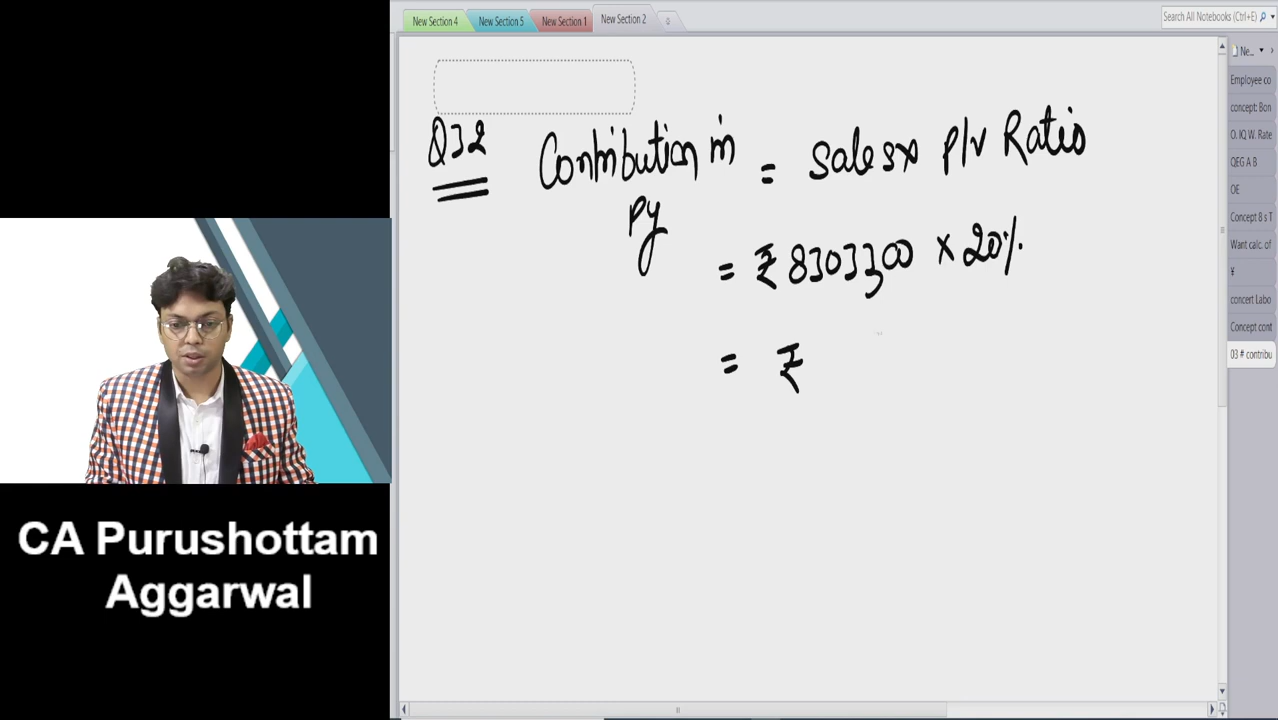 New Section 4
New Section 5
New Section 1
New Section 2
Search All Notebooks (Ctrl+E)
Ne...
Employee co
concept: Bon
O. IQ W. Rate
QEG A B
OE
Concept 8 s T
Want calc. of
¥
concert Labo
Concept cont
03 # contribu
Q32
Contribution in = Sales x P/V Ratio
py
= ₹ 8303300 x 20%
= ₹
CA Purushottam
Aggarwal